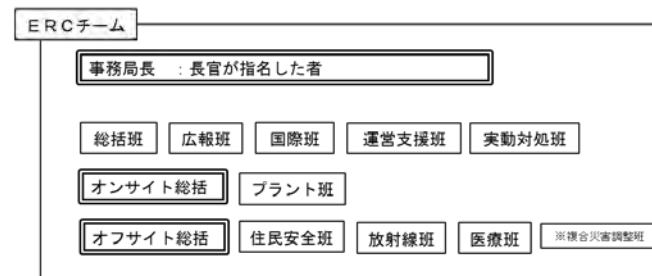 ERCチーム
事務局長　：長官が指名した者
総括班　広報班　国際班　運営支援班　実動対処班
オンサイト総括　プラント班
オフサイト総括　住民安全班　放射線班　医療班　※複合災害調整班